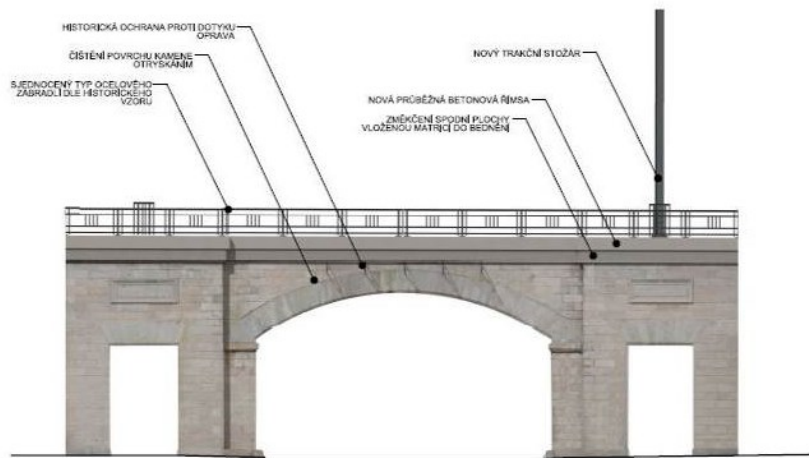 HISTORICKÁ OCHRANA PROTI DOTYKU
OPRAVA
ČIŠTĚNÍ POVRCHU KAMENE
OTRYSKÁNÍM
SJEDNOCENÝ TYP OCELOVÉHO
ZÁBRADLÍ DLE HISTORICKÉHO
VZORU
NOVÝ TRAKČNÍ STOŽÁR
NOVÁ PRŮBĚŽNÁ BETONOVÁ ŘÍMSA
ZMĚKČENÍ SPODNÍ PLOCHY
VLOŽENOU MATRICÍ DO BEDNĚNÍ